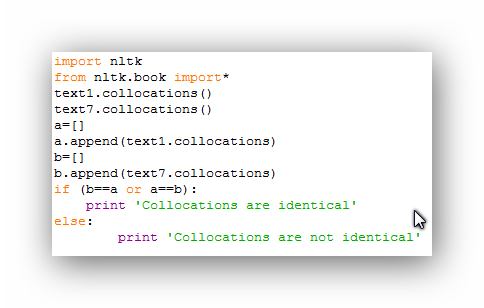 import nltk
from nltk.book import*
text1.collocations()
text7.collocations()
a=[]
a.append(text1.collocations)
b=[]
b.append(text7.collocations)
if (b==a or a==b):
    print 'Collocations are identical'
else:
        print 'Collocations are not identical'